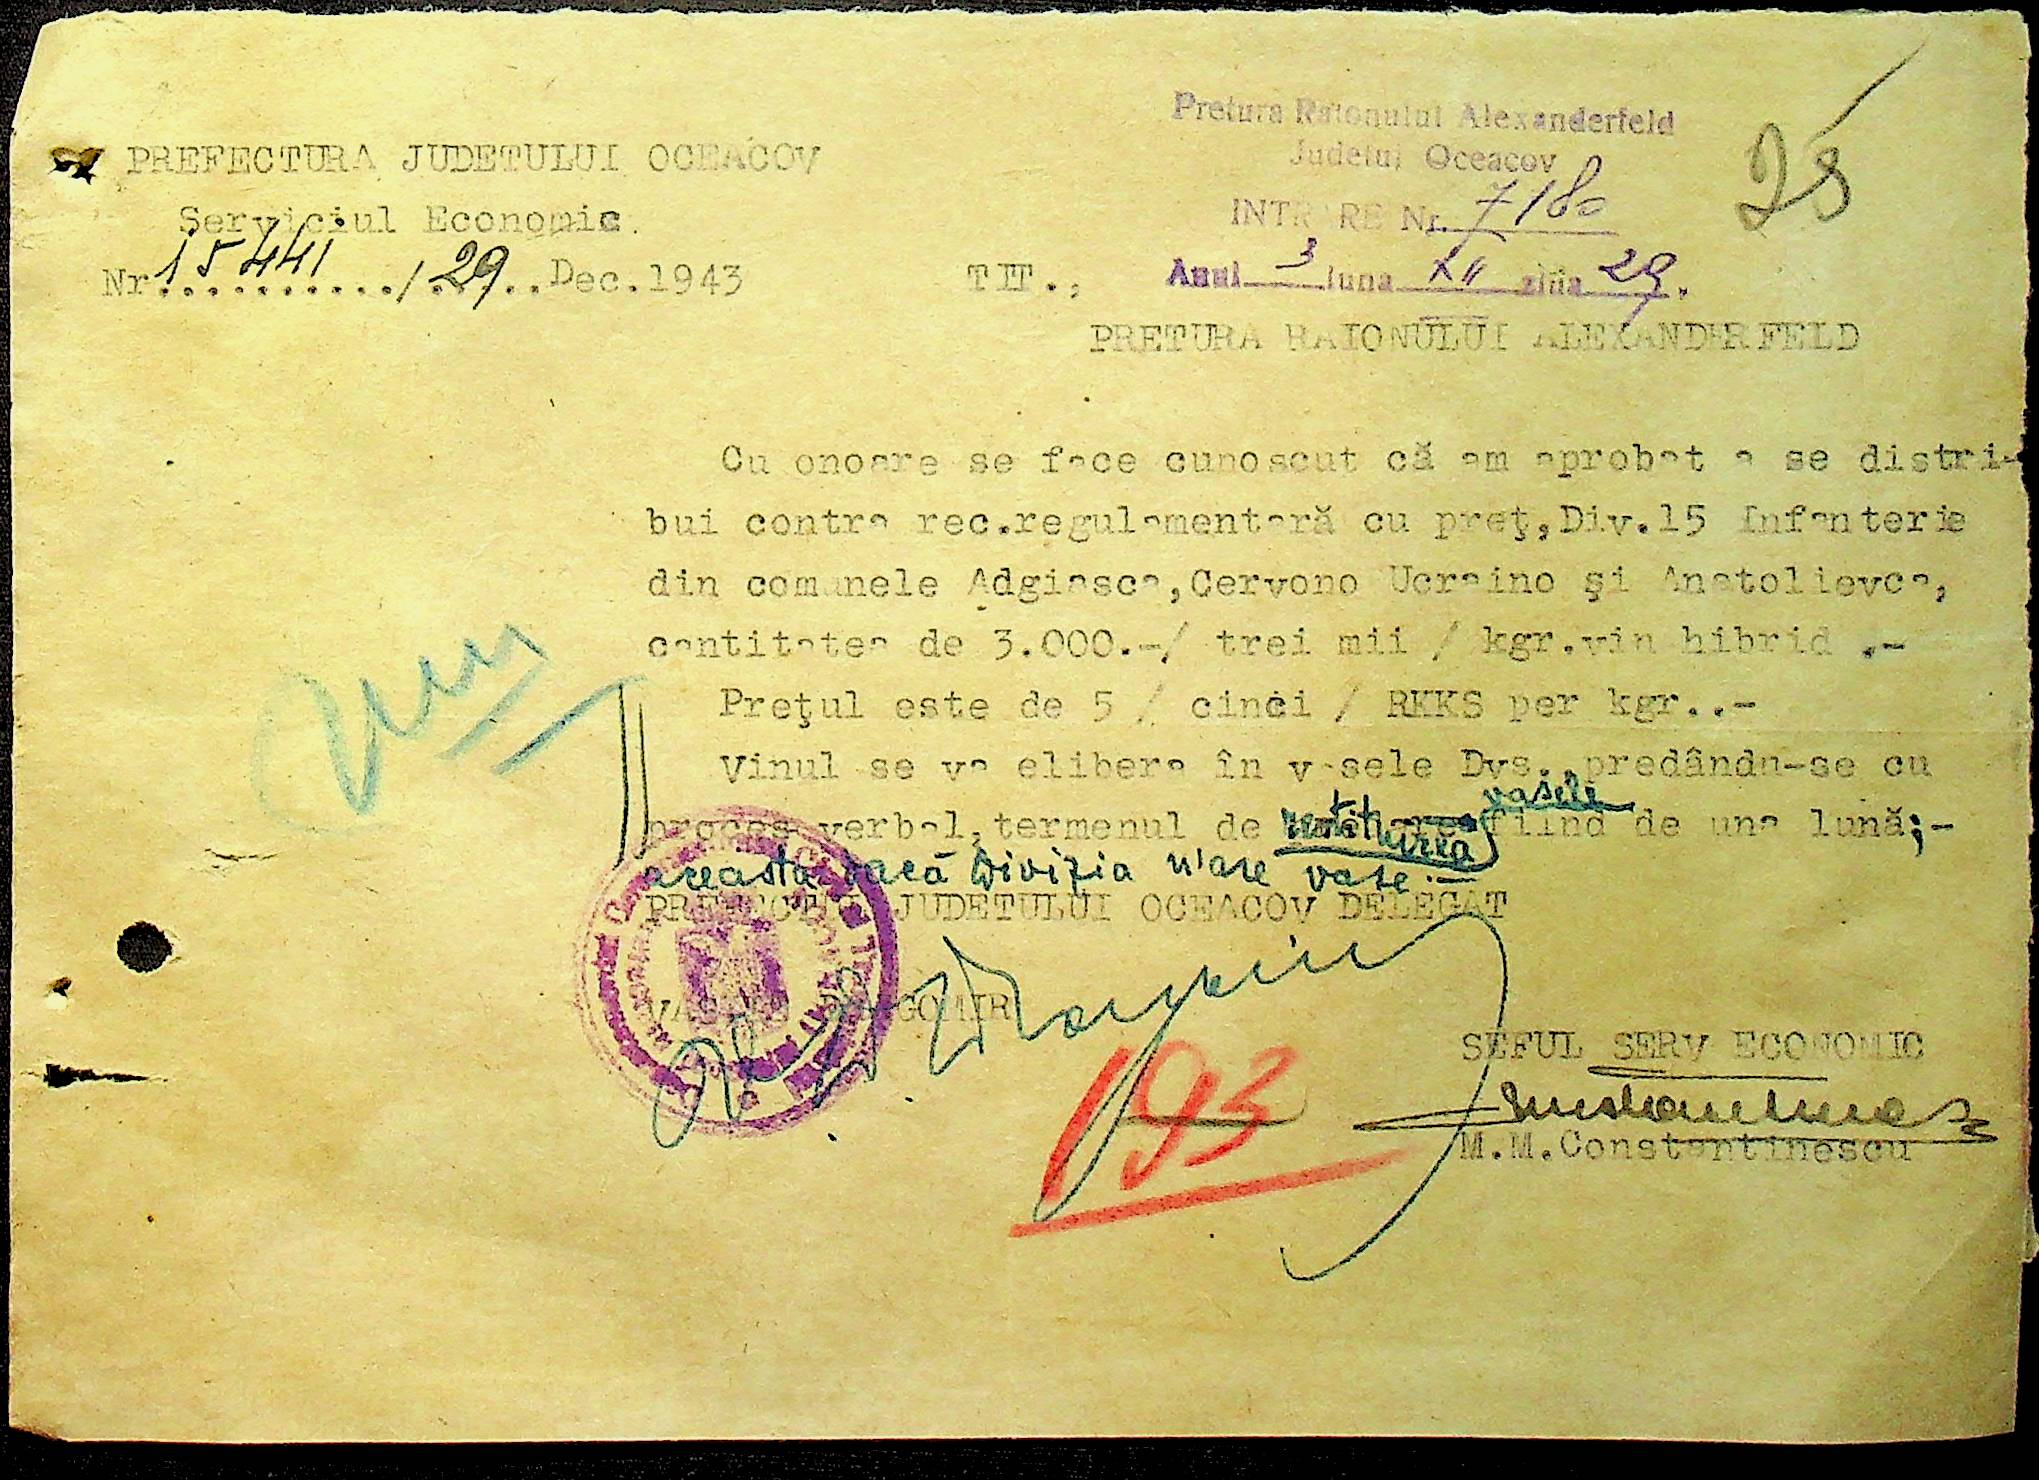 Pretura Raionului Alexanderfeld
Judetul Oceacov
INTRARE Nr. 7180
Anul 3 luna XII ziua 29.
25
PREFECTURA JUDETULUI OCEACOV
Serviciul Economic.
Nr 15441/29..Dec.1943
TIT.,
PRETURA RAIONULUI ALEXANDERFELD
Cu onoare se face cunoscut că am aprobat a se distri-
bui contra rec.regulamentară cu preţ,Div.15 Infanterie
din comunele Adgiasca,Cervono Ucraino şi Anatolievca,
cantitatea de 3.000.-/ trei mii / kgr.vin hibrid .-
Preţul este de 5 / cinci / RKKS per kgr..-
Vinul se va elibera în vasele Dvs. predându-se cu
vasele
proces verbal,termenul de restituirea fiind de una lună;-
aceasta dacă Divizia n'are vase.-
PREFECTUL JUDETULUI OCEACOV DELEGAT
DRAGOMIR
193
SEFUL SERV ECONOMIC
M.M.Constantinescu